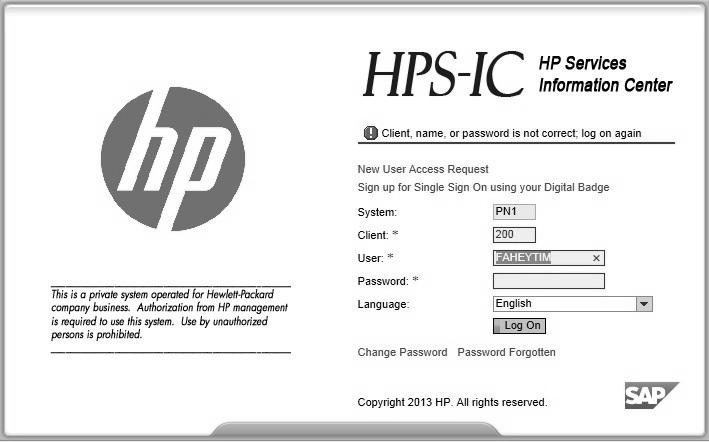 hp
This is a private system operated for Hewlett-Packard
company business. Authorization from HP management
is required to use this system. Use by unauthorized
persons is prohibited.
HPS-IC HP Services
Information Center
Client, name, or password is not correct; log on again
New User Access Request
Sign up for Single Sign On using your Digital Badge
System: PN1
Client: * 200
User: * FAHEYTIM ×
Password: *
Language: English
Log On
Change Password Password Forgotten
Copyright 2013 HP. All rights reserved.
SAP